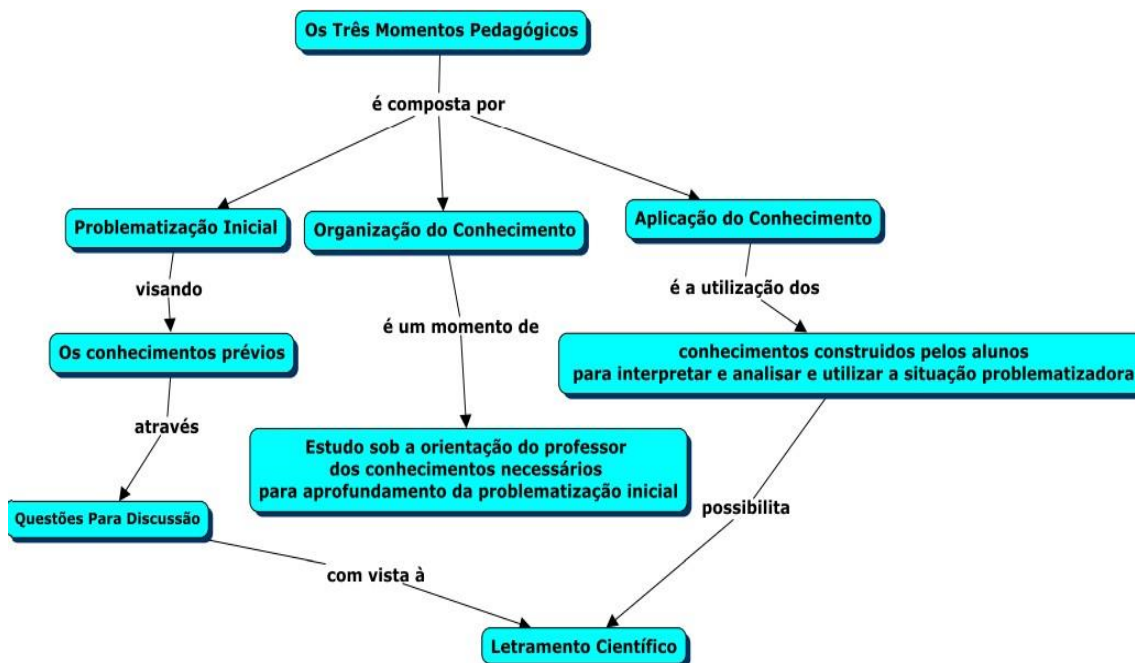 Os Três Momentos Pedagógicos
é composta por
Problematização Inicial
Organização do Conhecimento
Aplicação do Conhecimento
visando
é um momento de
é a utilização dos
Os conhecimentos prévios
conhecimentos construidos pelos alunos
para interpretar e analisar e utilizar a situação problematizadora
através
Estudo sob a orientação do professor
dos conhecimentos necessários
para aprofundamento da problematização inicial
Questões Para Discussão
possibilita
com vista à
Letramento Científico